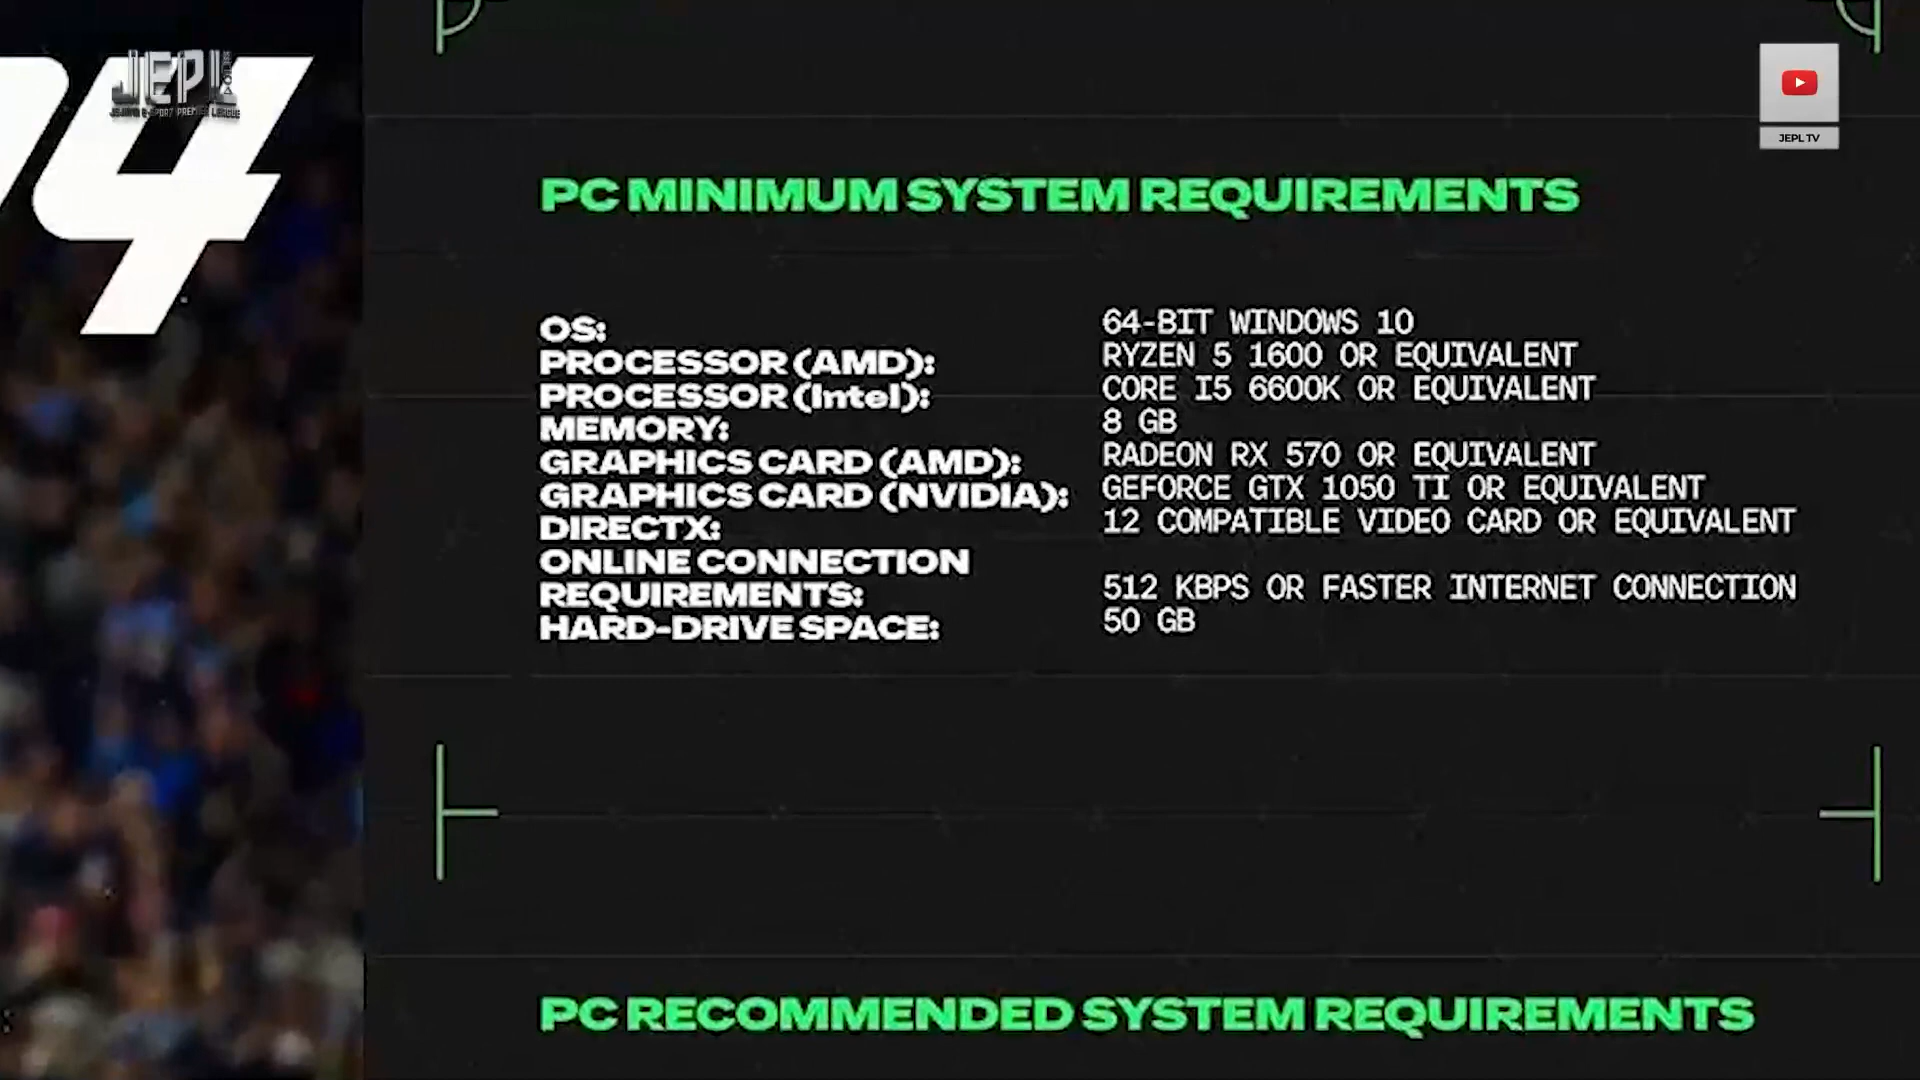 24
JEPL
JEPL TV
PC MINIMUM SYSTEM REQUIREMENTS
OS: 64-BIT WINDOWS 10
PROCESSOR (AMD): RYZEN 5 1600 OR EQUIVALENT
PROCESSOR (Intel): CORE I5 6600K OR EQUIVALENT
MEMORY: 8 GB
GRAPHICS CARD (AMD): RADEON RX 570 OR EQUIVALENT
GRAPHICS CARD (NVIDIA): GEFORCE GTX 1050 TI OR EQUIVALENT
DIRECTX: 12 COMPATIBLE VIDEO CARD OR EQUIVALENT
ONLINE CONNECTION
REQUIREMENTS: 512 KBPS OR FASTER INTERNET CONNECTION
HARD-DRIVE SPACE: 50 GB
PC RECOMMENDED SYSTEM REQUIREMENTS